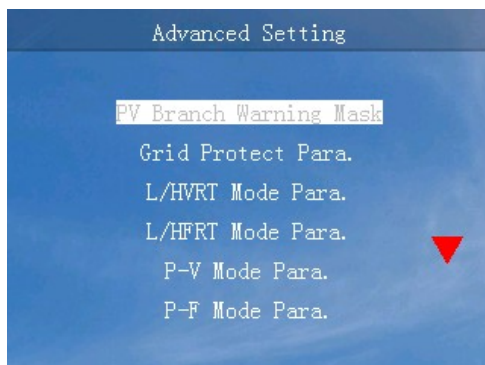 Advanced Setting
PV Branch Warning Mask
Grid Protect Para.
L/HVRT Mode Para.
L/HFRT Mode Para.
P-V Mode Para.
P-F Mode Para.